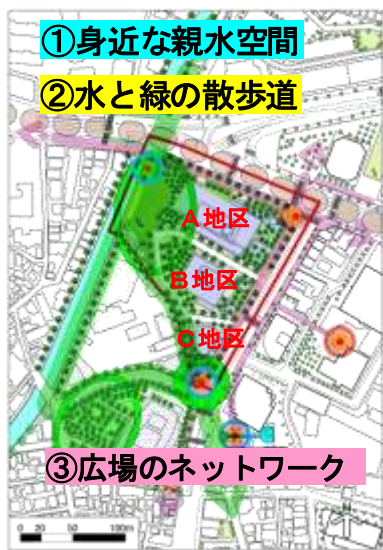 ①身近な親水空間
②水と緑の散歩道
A地区
B地区
C地区
③広場のネットワーク
0 20 50 100m